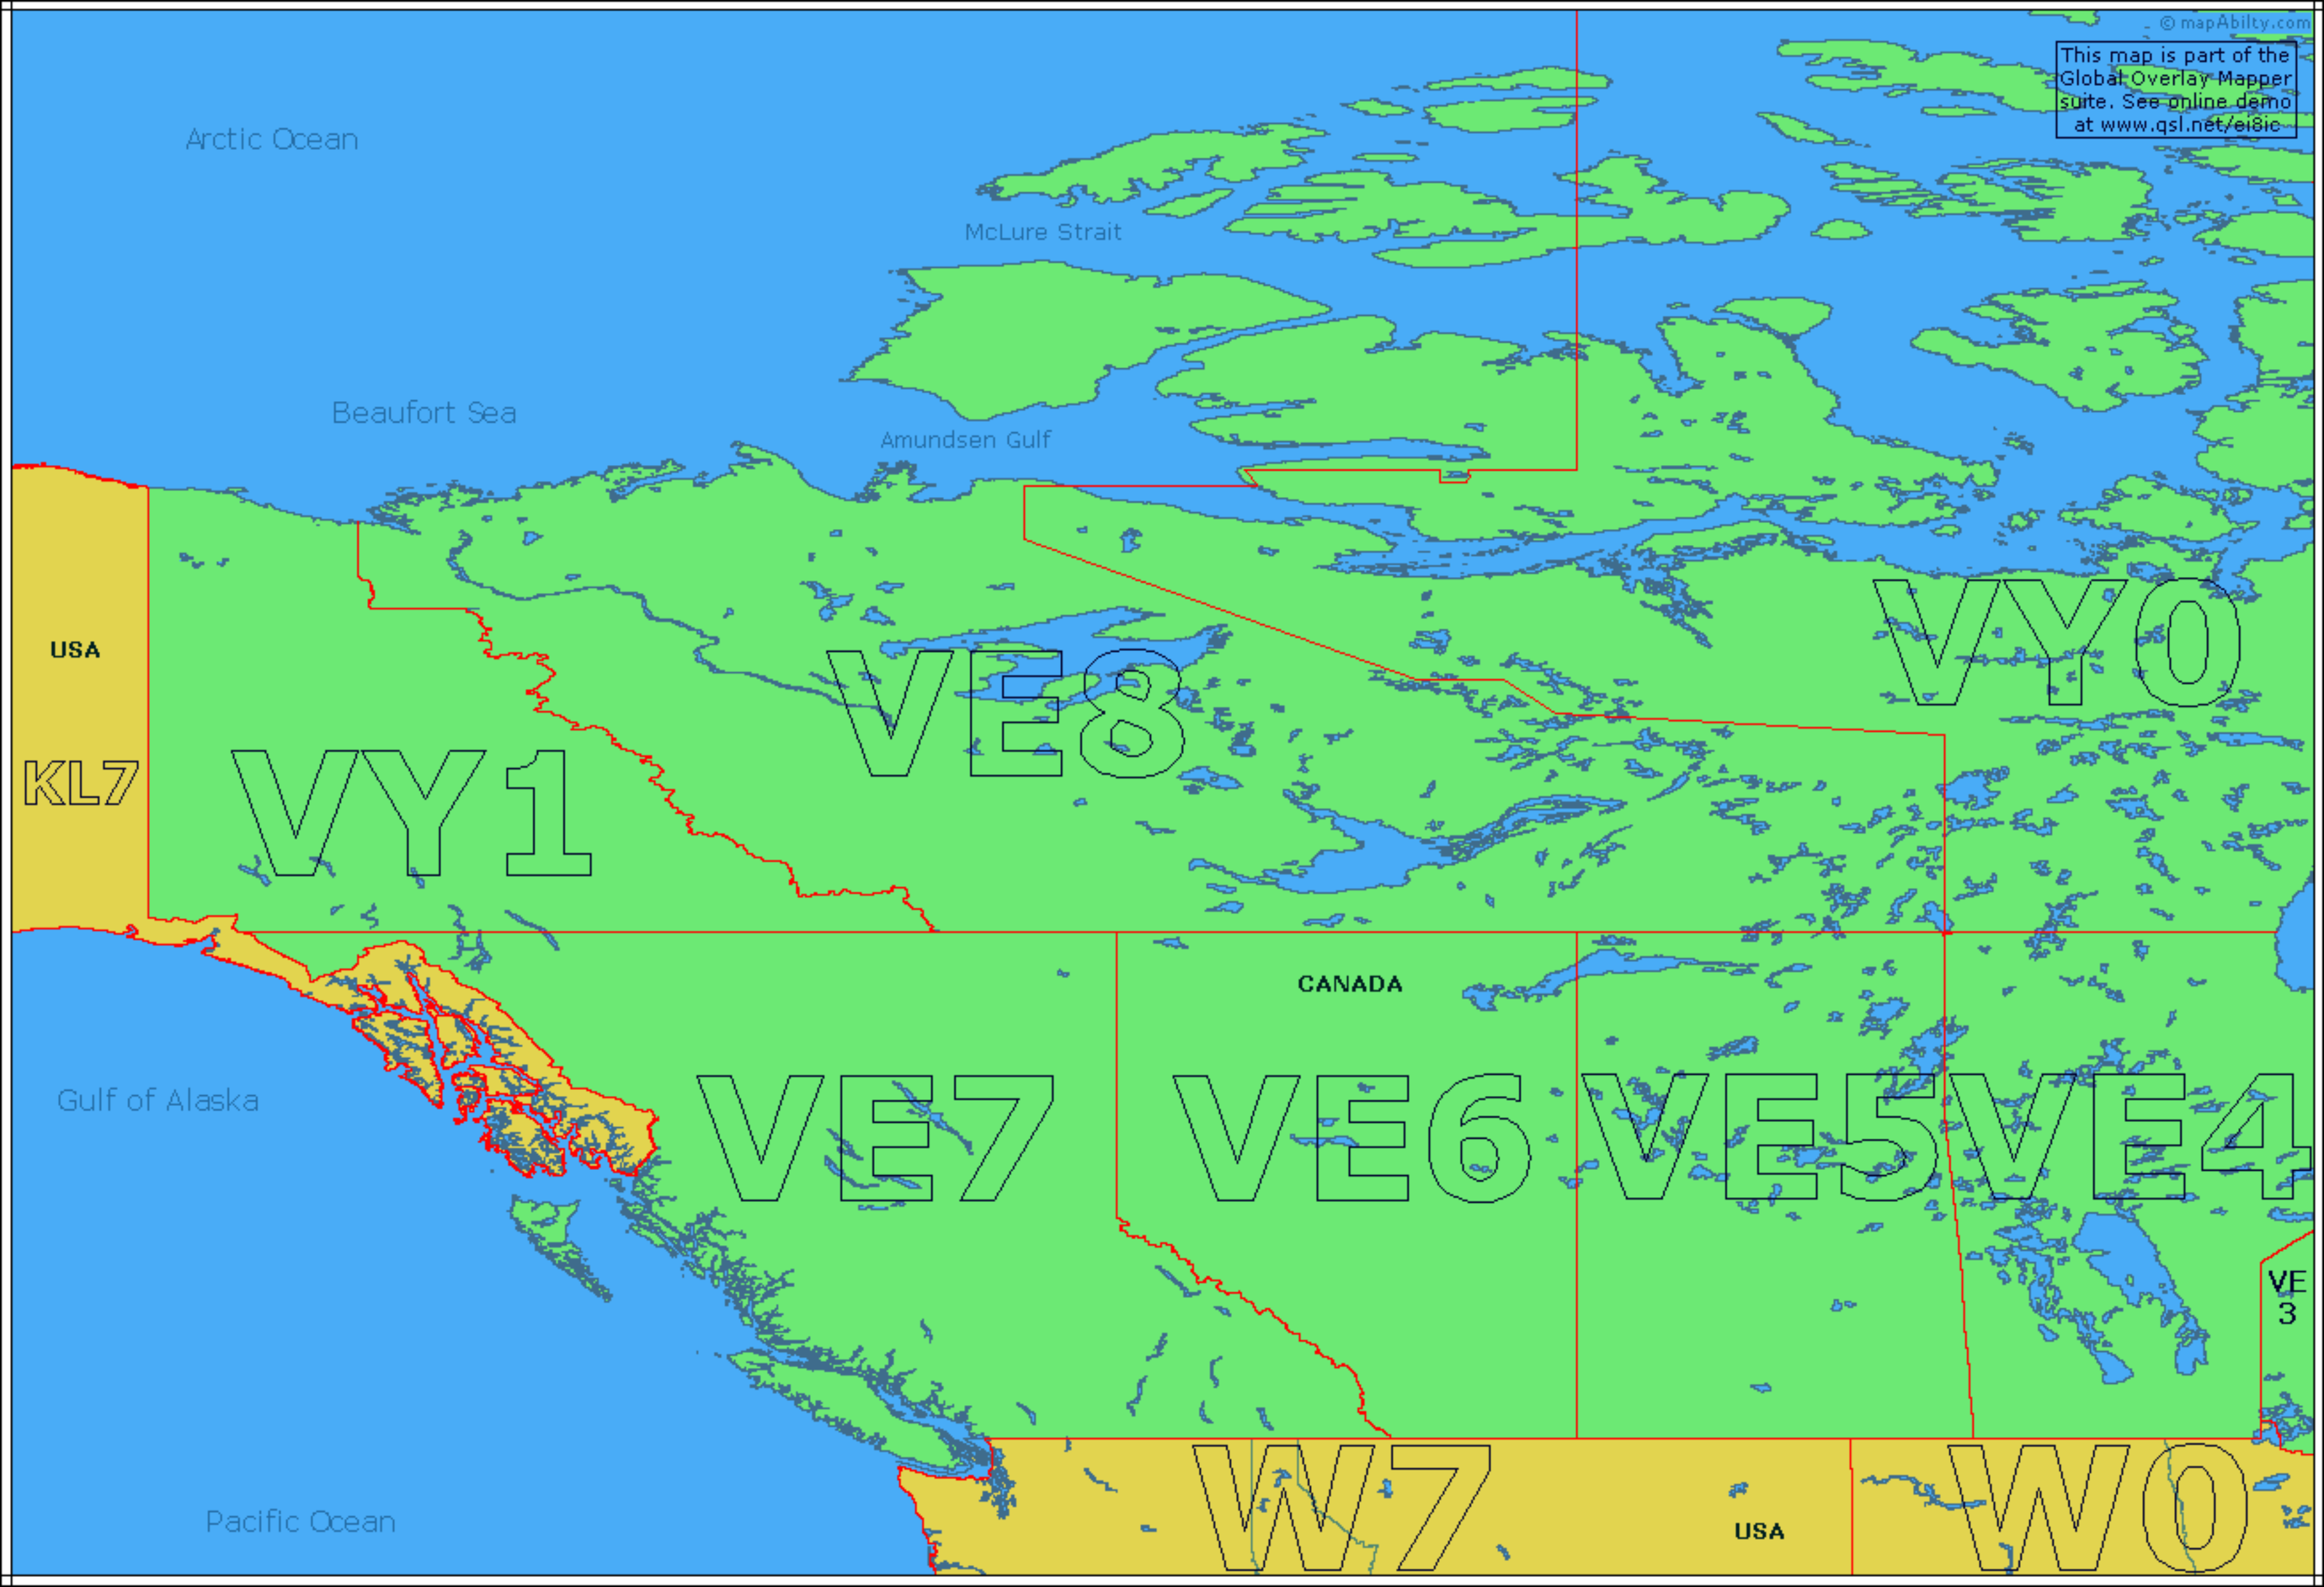 © mapAbilty.com
This map is part of the
Global Overlay Mapper
suite. See online demo
at www.qsl.net/ei8ic
Arctic Ocean
McLure Strait
Beaufort Sea
Amundsen Gulf
USA
VY0
VE8
KL7
VY1
CANADA
Gulf of Alaska
VE7
VE6
VE5
VE4
VE
3
W7
W0
Pacific Ocean
USA